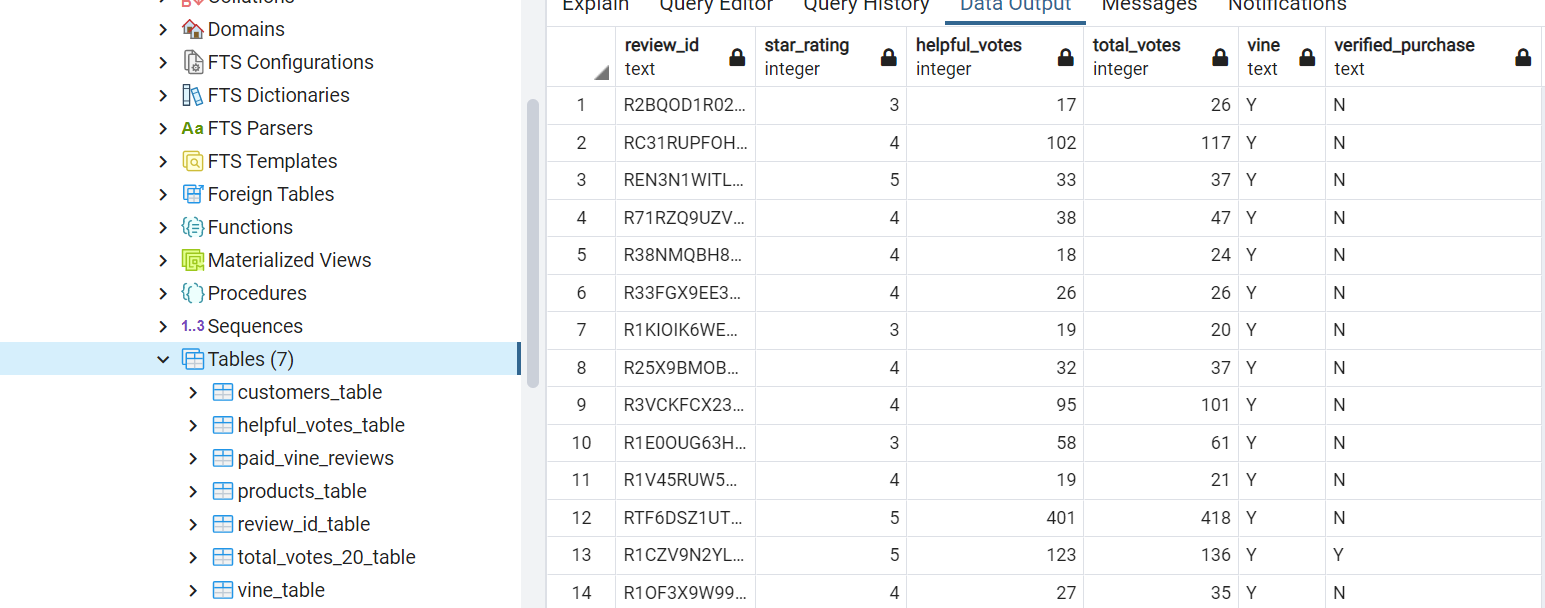 Domains
FTS Configurations
FTS Dictionaries
Aa FTS Parsers
FTS Templates
Foreign Tables
Functions
Materialized Views
Procedures
1..3 Sequences
Tables (7)
customers_table
helpful_votes_table
paid_vine_reviews
products_table
review_id_table
total_votes_20_table
vine_table
Explain Query Editor Query History Data Output Messages Notifications
review_id star_rating helpful_votes total_votes vine verified_purchase
text integer integer integer text text
1 R2BQOD1R02... 3 17 26 Y N
2 RC31RUPFOH... 4 102 117 Y N
3 REN3N1WITL... 5 33 37 Y N
4 R71RZQ9UZV... 4 38 47 Y N
5 R38NMQBH8... 4 18 24 Y N
6 R33FGX9EE3... 4 26 26 Y N
7 R1KIOIK6WE... 3 19 20 Y N
8 R25X9BMOB... 4 32 37 Y N
9 R3VCKFCX23... 4 95 101 Y N
10 R1E0OUG63H... 3 58 61 Y N
11 R1V45RUW5... 4 19 21 Y N
12 RTF6DSZ1UT... 5 401 418 Y N
13 R1CZV9N2YL... 5 123 136 Y Y
14 R1OF3X9W99... 4 27 35 Y N